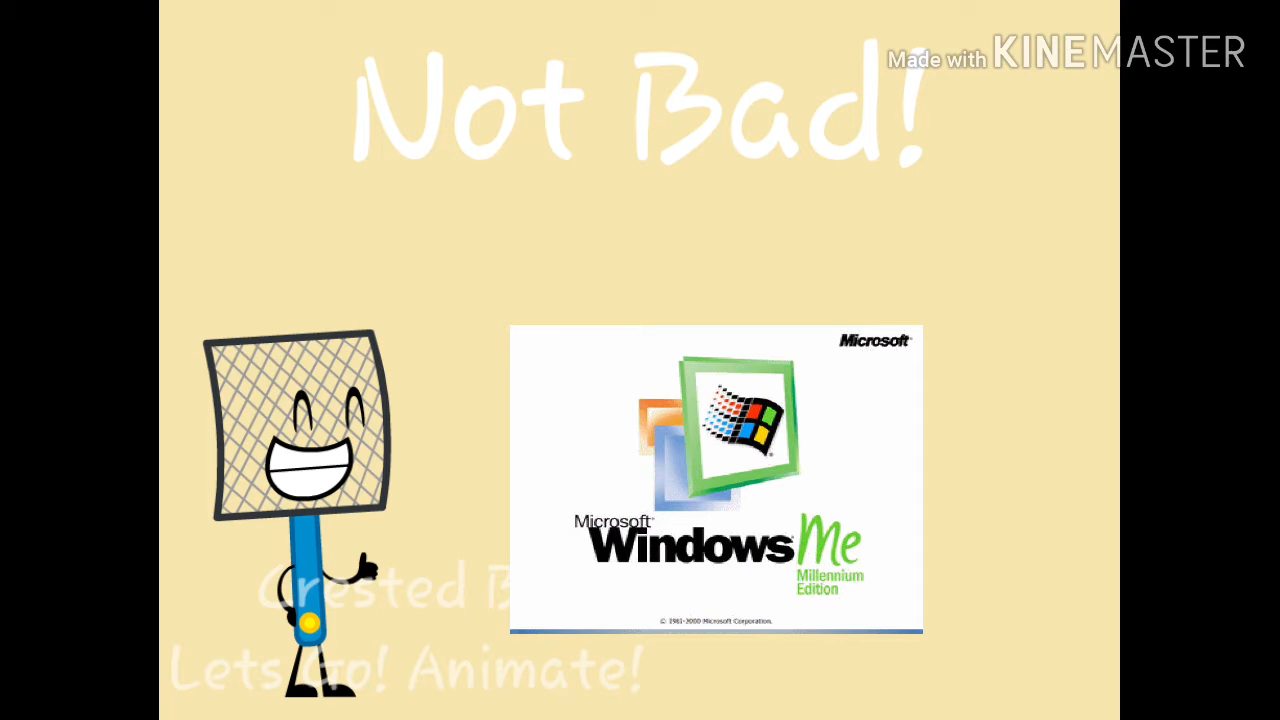 Made with KINEMASTER
Not Bad!
Microsoft
Microsoft
Windows Me
Millennium
Edition
© 1981-2000 Microsoft Corporation.
Crested B
Lets Go! Animate!